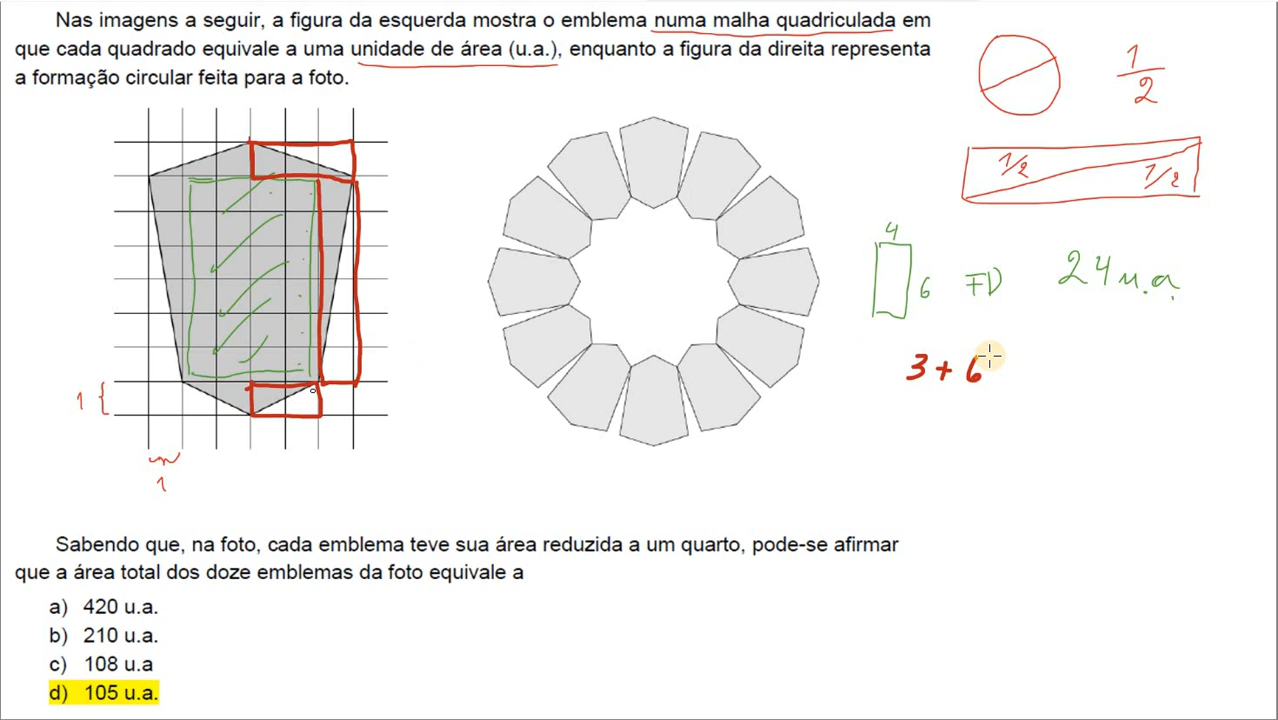 Nas imagens a seguir, a figura da esquerda mostra o emblema numa malha quadriculada em
que cada quadrado equivale a uma unidade de área (u.a.), enquanto a figura da direita representa
a formação circular feita para a foto.
1
2
1/2
1/2
4
6 FD 24 u.a.
3 + 6
1 {
1
Sabendo que, na foto, cada emblema teve sua área reduzida a um quarto, pode-se afirmar
que a área total dos doze emblemas da foto equivale a
a) 420 u.a.
b) 210 u.a.
c) 108 u.a
d) 105 u.a.